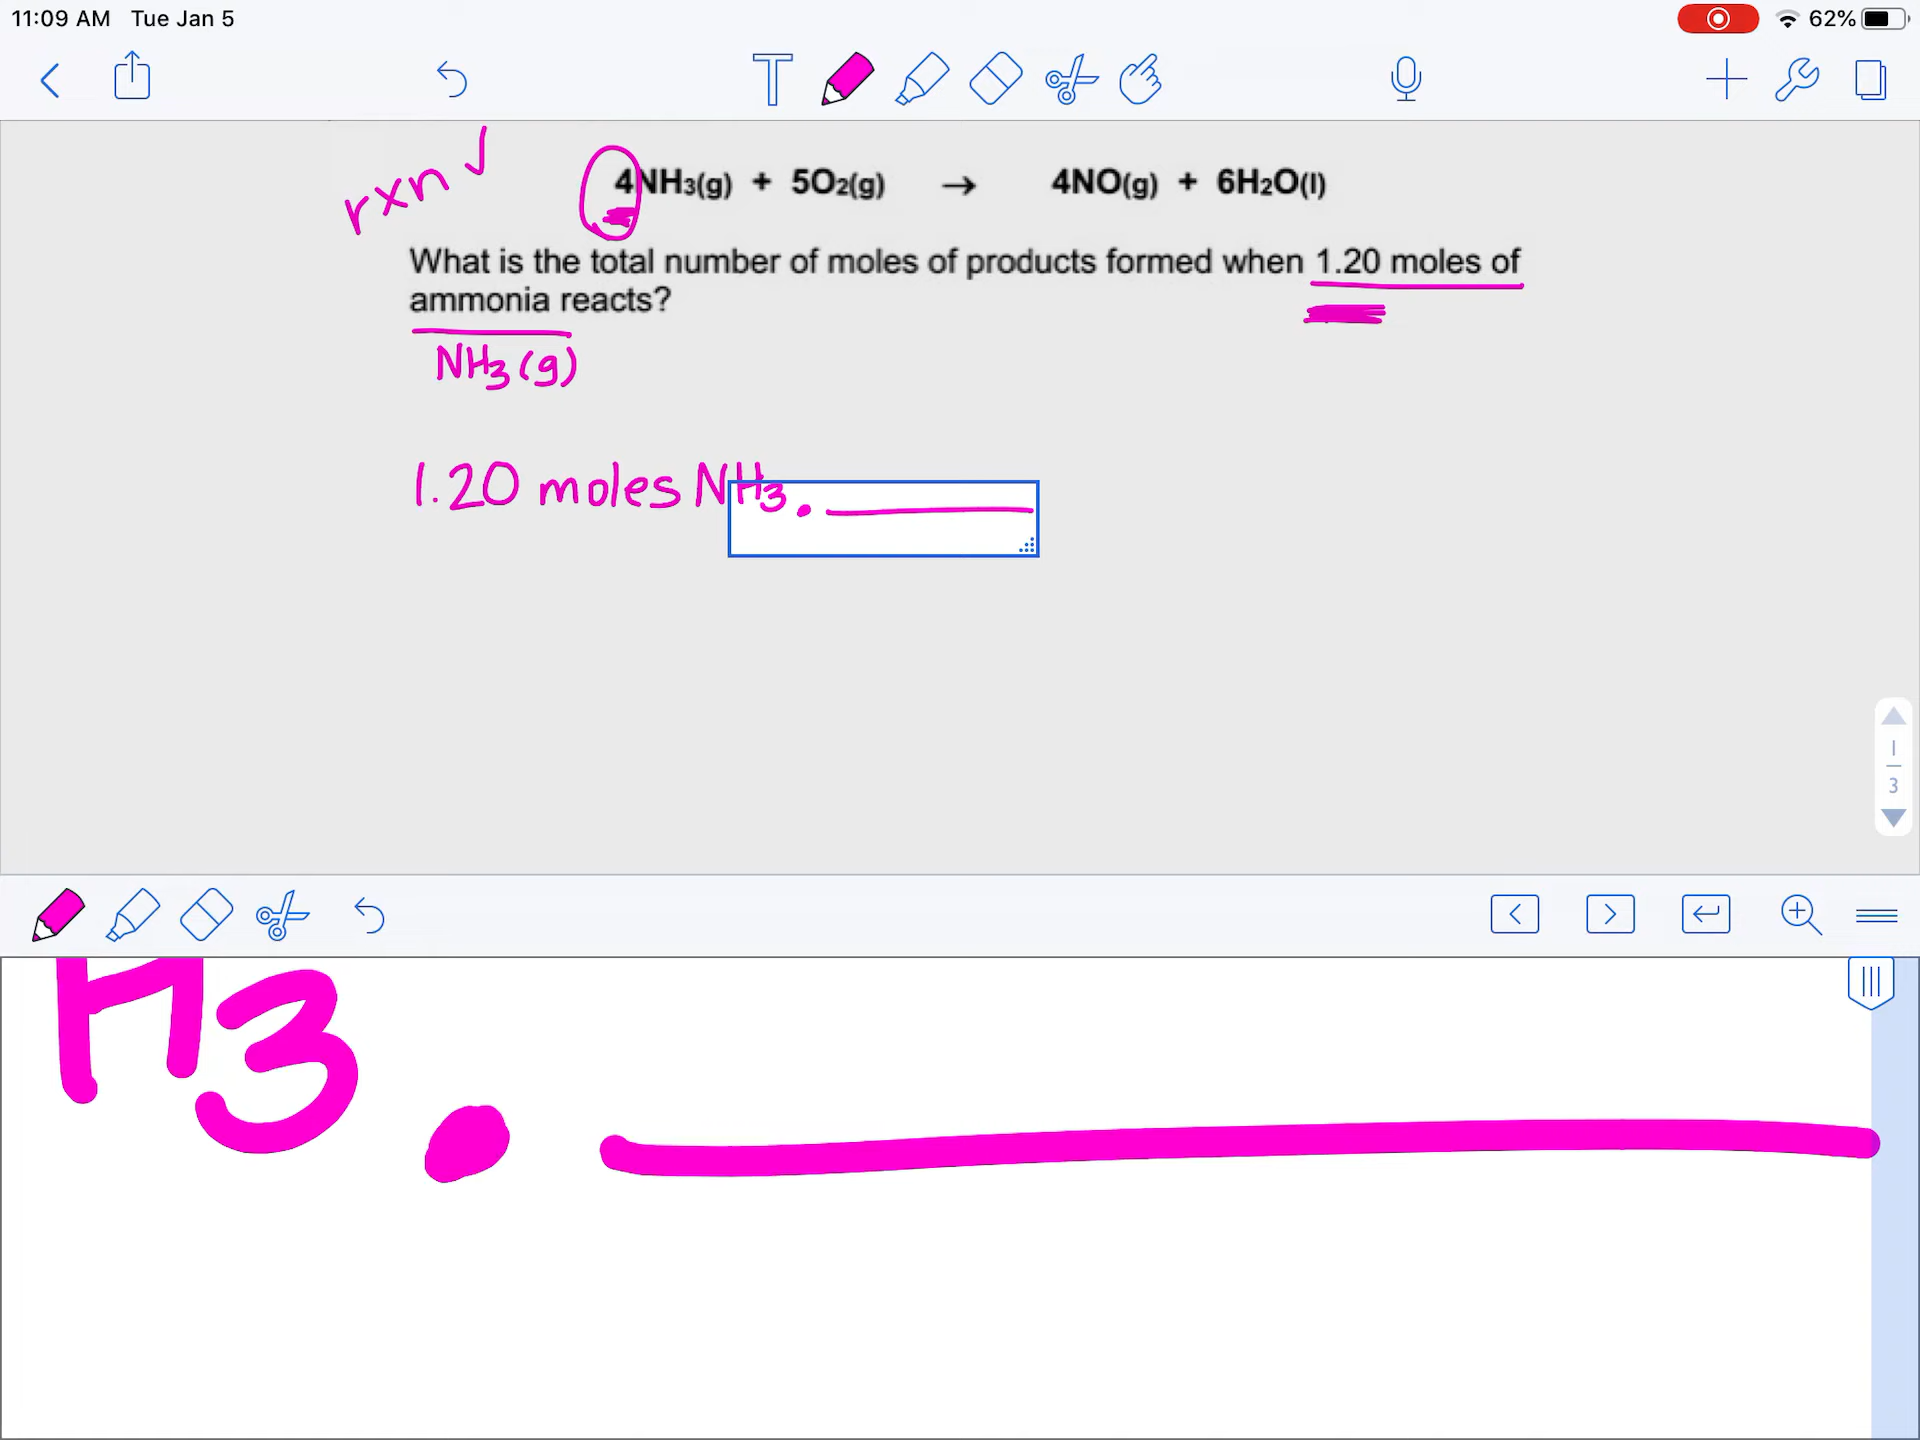 11:09 AM Tue Jan 5
62%
T
rxn ✓
4NH3(g) + 5O2(g) → 4NO(g) + 6H2O(l)
What is the total number of moles of products formed when 1.20 moles of
ammonia reacts?
NH3(g)
1.20 moles NH3 .
1
3
H3 .